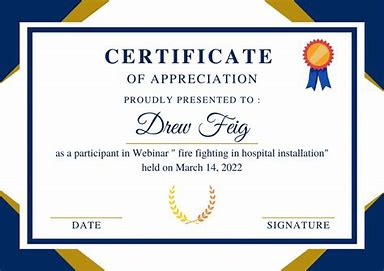 CERTIFICATE
OF APPRECIATION
PROUDLY PRESENTED TO :
Drew Feig
as a participant in Webinar " fire fighting in hospital installation"
held on March 14, 2022
DATE
SIGNATURE